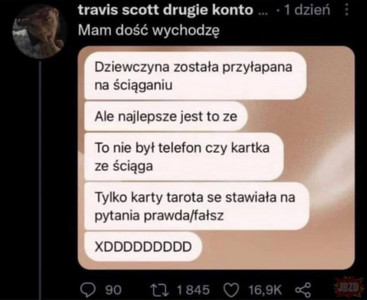 travis scott drugie konto ... · 1 dzień
Mam dość wychodzę
Dziewczyna została przyłapana
na ściąganiu
Ale najlepsze jest to ze
To nie był telefon czy kartka
ze ściąga
Tylko karty tarota se stawiała na
pytania prawda/fałsz
XDDDDDDDDD
90 1 845 16,9K
JBZD